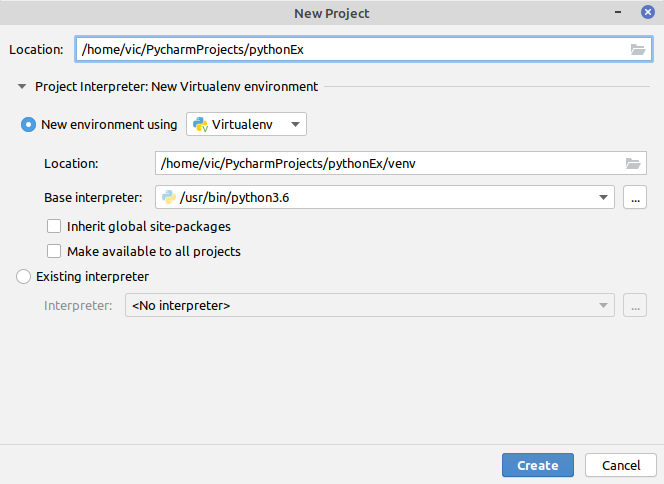 New Project
Location: /home/vic/PycharmProjects/pythonEx
Project Interpreter: New Virtualenv environment
New environment using Virtualenv
Location: /home/vic/PycharmProjects/pythonEx/venv
Base interpreter: /usr/bin/python3.6 ...
Inherit global site-packages
Make available to all projects
Existing interpreter
Interpreter: <No interpreter> ...
Create Cancel